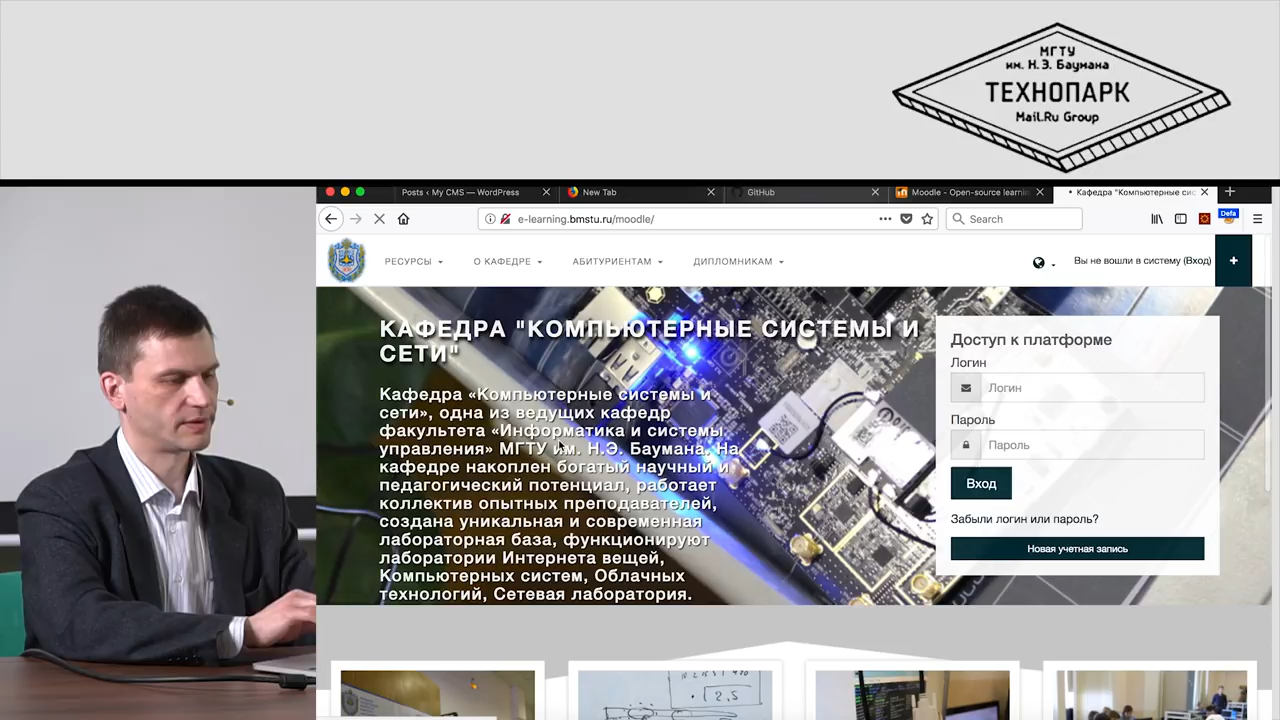 МГТУ
им. Н.Э. Баумана
ТЕХНОПАРК
Mail.Ru Group
Posts ‹ My CMS — WordPress
New Tab
GitHub
Moodle - Open-source learnin
Кафедра "Компьютерные сис
e-learning.bmstu.ru/moodle/
Search
Defa
РЕСУРСЫ
О КАФЕДРЕ
АБИТУРИЕНТАМ
ДИПЛОМНИКАМ
Вы не вошли в систему (Вход)
КАФЕДРА "КОМПЬЮТЕРНЫЕ СИСТЕМЫ И
СЕТИ"
Кафедра «Компьютерные системы и
сети», одна из ведущих кафедр
факультета «Информатика и системы
управления» МГТУ им. Н.Э. Баумана. На
кафедре накоплен богатый научный и
педагогический потенциал, работает
коллектив опытных преподавателей,
создана уникальная и современная
лабораторная база, функционируют
лаборатории Интернета вещей,
Компьютерных систем, Облачных
технологий, Сетевая лаборатория.
Доступ к платформе
Логин
Логин
Пароль
Пароль
Вход
Забыли логин или пароль?
Новая учетная запись
2,5